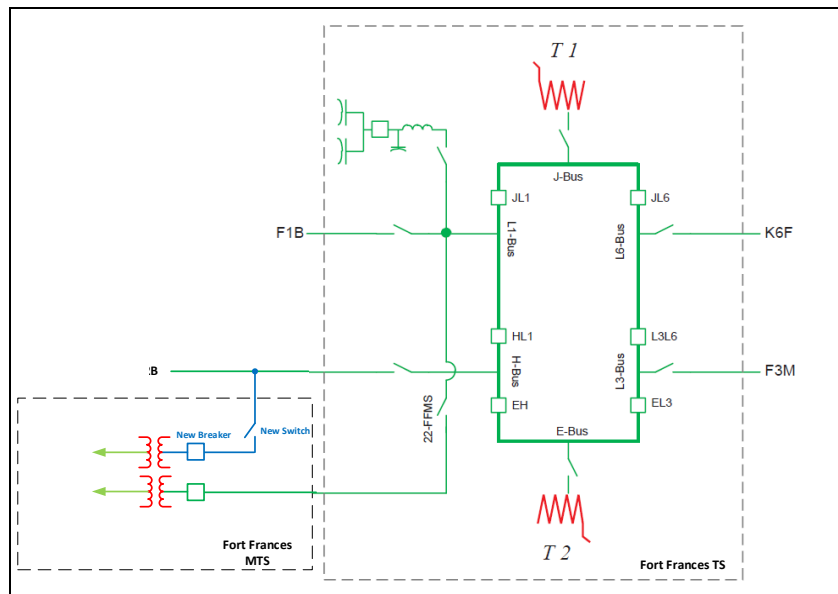 T 1
J-Bus
JL1
JL6
F1B
L1-Bus
L6-Bus
K6F
HL1
L3L6
H-Bus
L3-Bus
F3M
EH
EL3
22-FFMS
E-Bus
New Breaker
New Switch
T 2
Fort Frances
MTS
Fort Frances TS